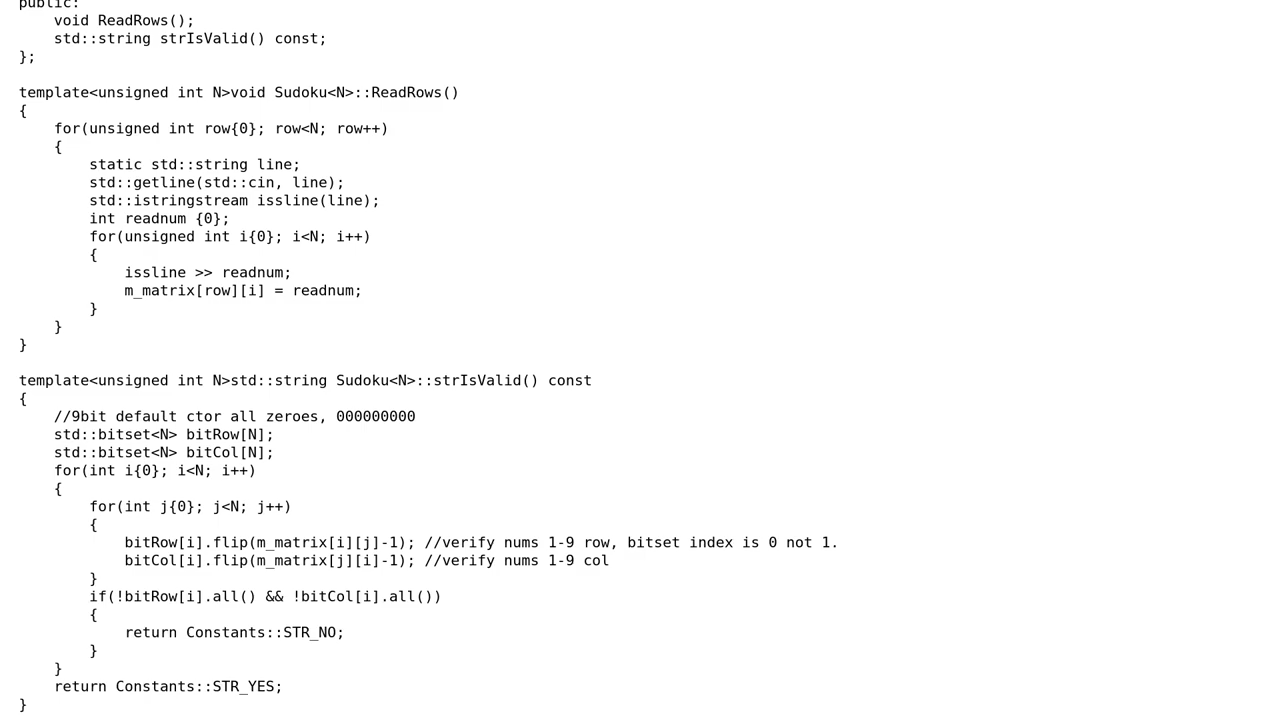 public:
    void ReadRows();
    std::string strIsValid() const;
};

template<unsigned int N>void Sudoku<N>::ReadRows()
{
    for(unsigned int row{0}; row<N; row++)
    {
        static std::string line;
        std::getline(std::cin, line);
        std::istringstream issline(line);
        int readnum {0};
        for(unsigned int i{0}; i<N; i++)
        {
            issline >> readnum;
            m_matrix[row][i] = readnum;
        }
    }
}

template<unsigned int N>std::string Sudoku<N>::strIsValid() const
{
    //9bit default ctor all zeroes, 000000000
    std::bitset<N> bitRow[N];
    std::bitset<N> bitCol[N];
    for(int i{0}; i<N; i++)
    {
        for(int j{0}; j<N; j++)
        {
            bitRow[i].flip(m_matrix[i][j]-1); //verify nums 1-9 row, bitset index is 0 not 1.
            bitCol[i].flip(m_matrix[j][i]-1); //verify nums 1-9 col
        }
        if(!bitRow[i].all() && !bitCol[i].all())
        {
            return Constants::STR_NO;
        }
    }
    return Constants::STR_YES;
}